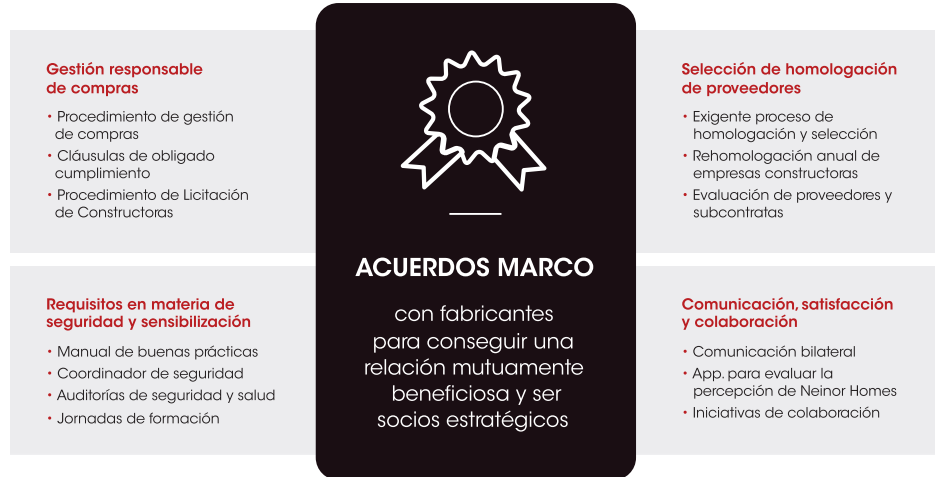 Gestión responsable
de compras
• Procedimiento de gestión
de compras
• Cláusulas de obligado
cumplimiento
• Procedimiento de Licitación
de Constructoras
Requisitos en materia de
seguridad y sensibilización
• Manual de buenas prácticas
• Coordinador de seguridad
• Auditorías de seguridad y salud
• Jornadas de formación
ACUERDOS MARCO
con fabricantes
para conseguir una
relación mutuamente
beneficiosa y ser
socios estratégicos
Selección de homologación
de proveedores
• Exigente proceso de
homologación y selección
• Rehomologación anual de
empresas constructoras
• Evaluación de proveedores y
subcontratas
Comunicación, satisfacción
y colaboración
• Comunicación bilateral
• App. para evaluar la
percepción de Neinor Homes
• Iniciativas de colaboración